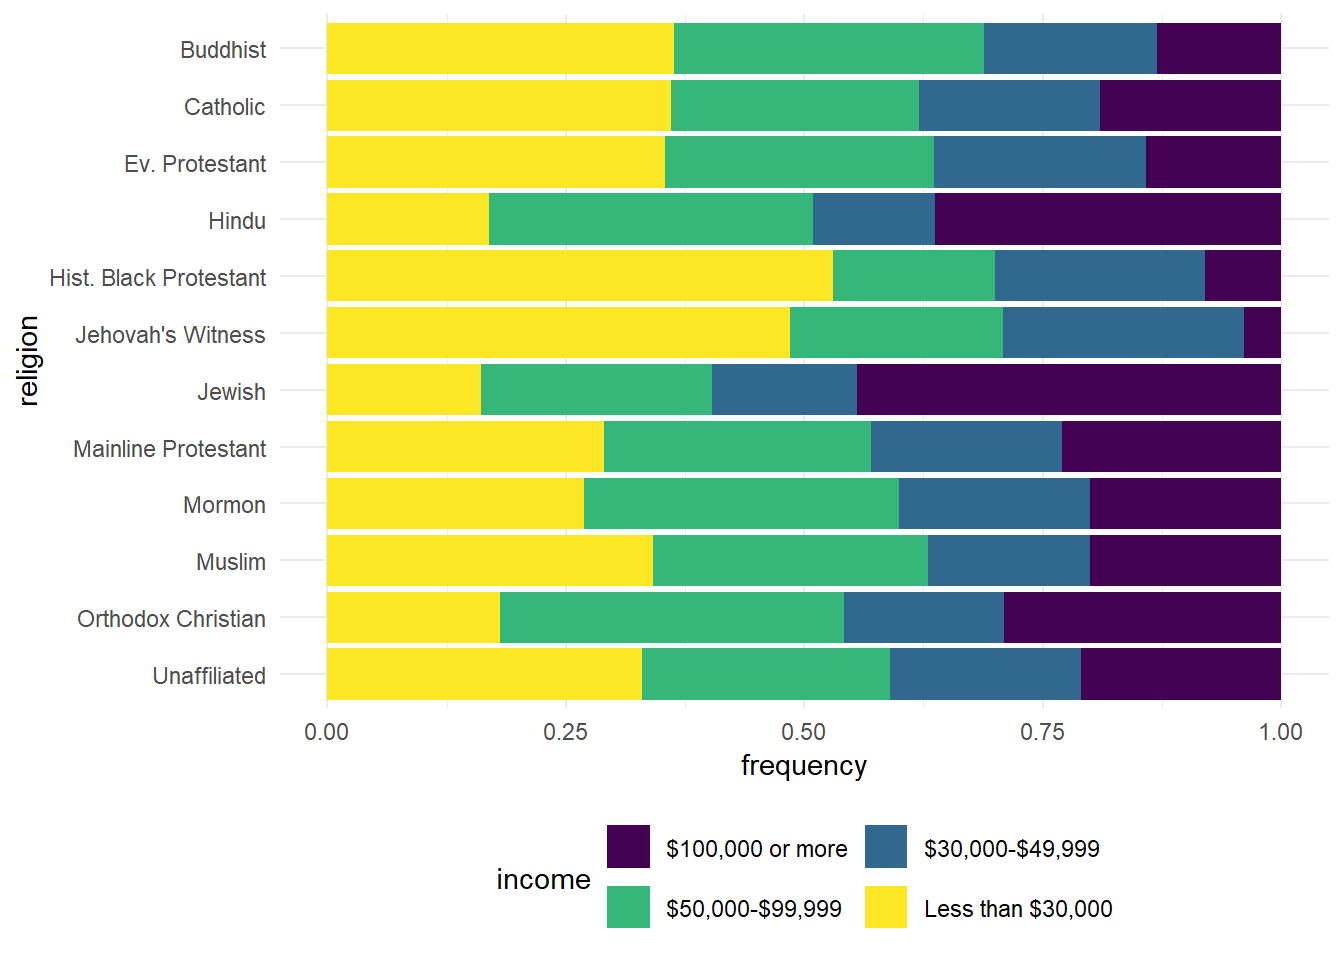 Buddhist
Catholic
Ev. Protestant
Hindu
Hist. Black Protestant
Jehovah's Witness
Jewish
Mainline Protestant
Mormon
Muslim
Orthodox Christian
Unaffiliated
religion
0.00 0.25 0.50 0.75 1.00
frequency
income
$100,000 or more $30,000-$49,999
$50,000-$99,999 Less than $30,000